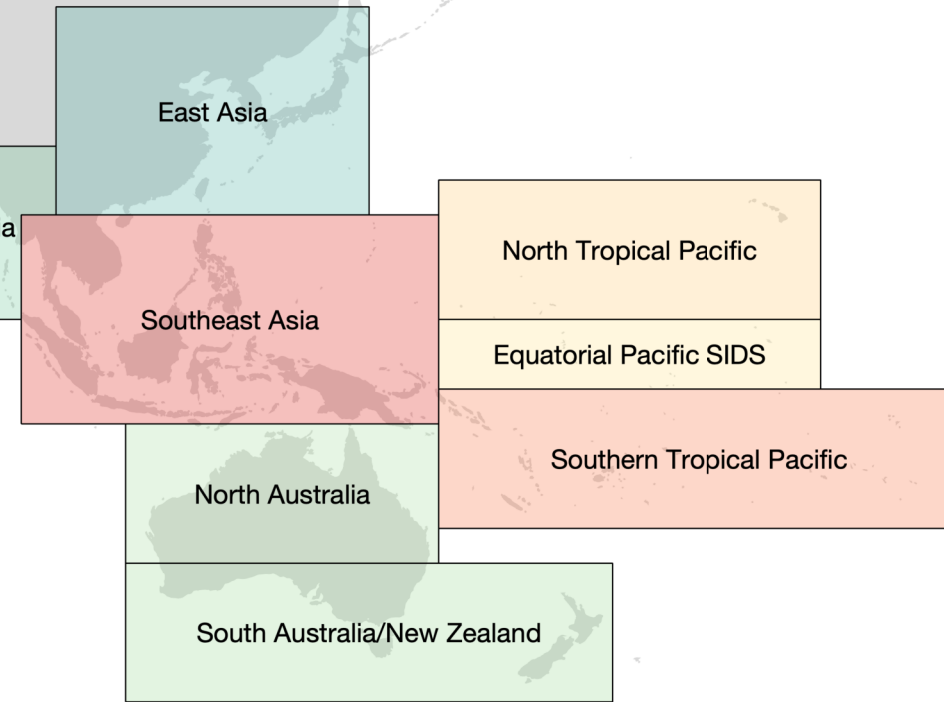 East Asia
a
North Tropical Pacific
Southeast Asia
Equatorial Pacific SIDS
Southern Tropical Pacific
North Australia
South Australia/New Zealand